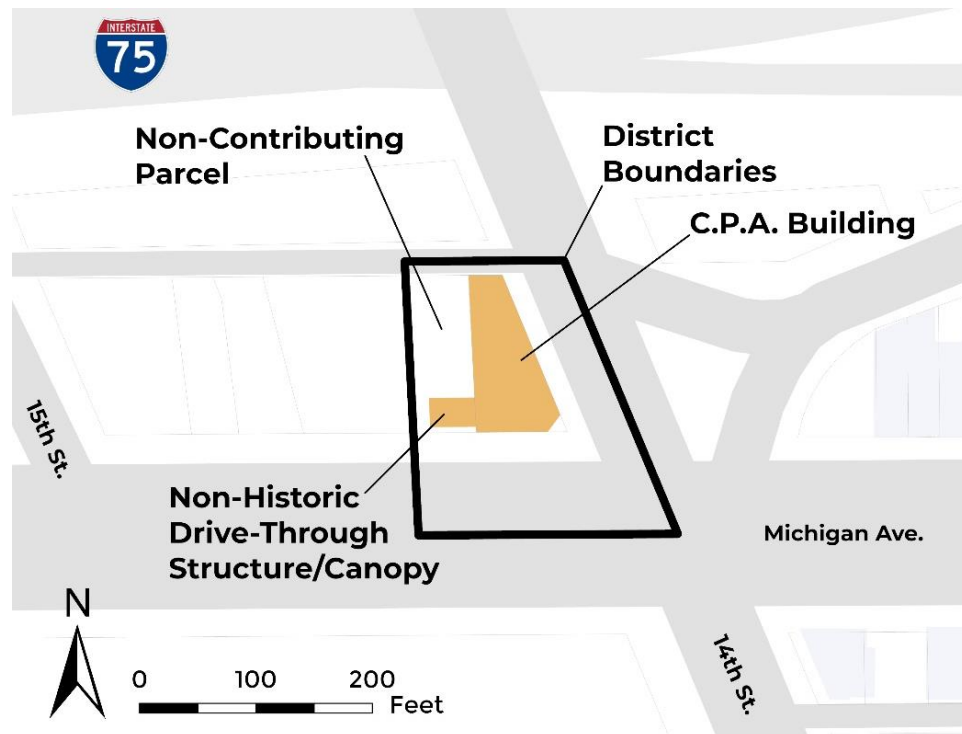 INTERSTATE
75
Non-Contributing
Parcel
District
Boundaries
C.P.A. Building
15th St.
Non-Historic
Drive-Through
Structure/Canopy
Michigan Ave.
14th St.
N
0 100 200
Feet